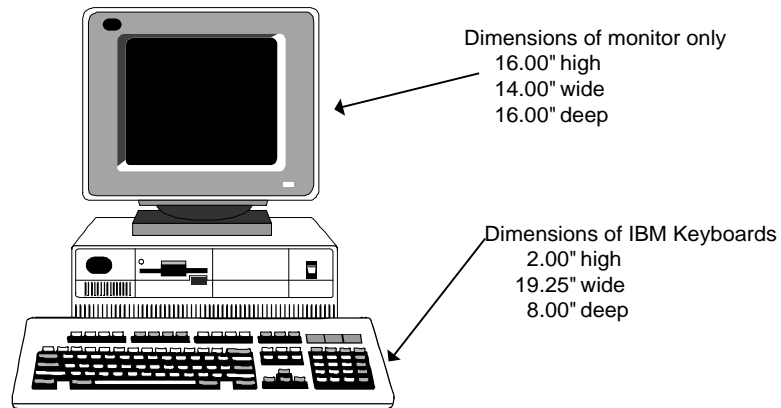 Dimensions of monitor only
16.00" high
14.00" wide
16.00" deep
Dimensions of IBM Keyboards
2.00" high
19.25" wide
8.00" deep